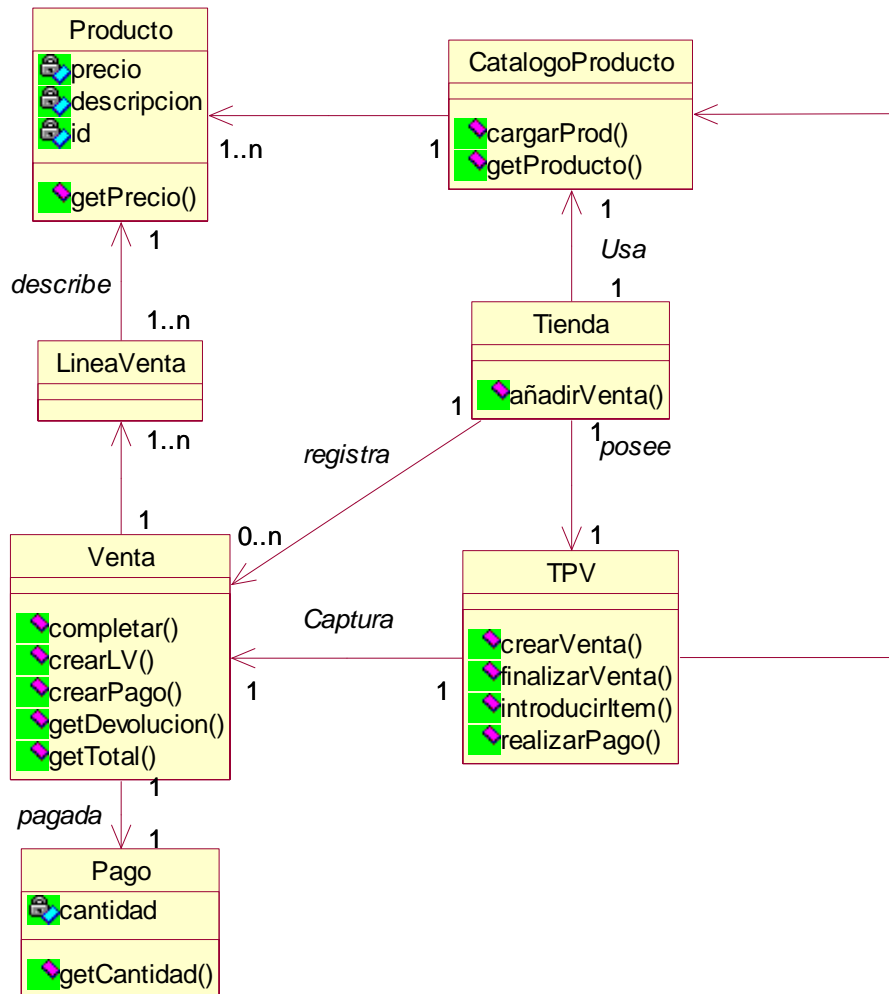 Producto
precio
descripcion
id
getPrecio()
CatalogoProducto
cargarProd()
getProducto()
1..n
1
1
describe
1..n
1
Usa
1
LineaVenta
Tienda
añadirVenta()
1..n
1
registra
1
posee
1
0..n
1
Venta
completar()
crearLV()
crearPago()
getDevolucion()
getTotal()
Captura
1
1
TPV
crearVenta()
finalizarVenta()
introducirItem()
realizarPago()
1
pagada
1
Pago
cantidad
getCantidad()